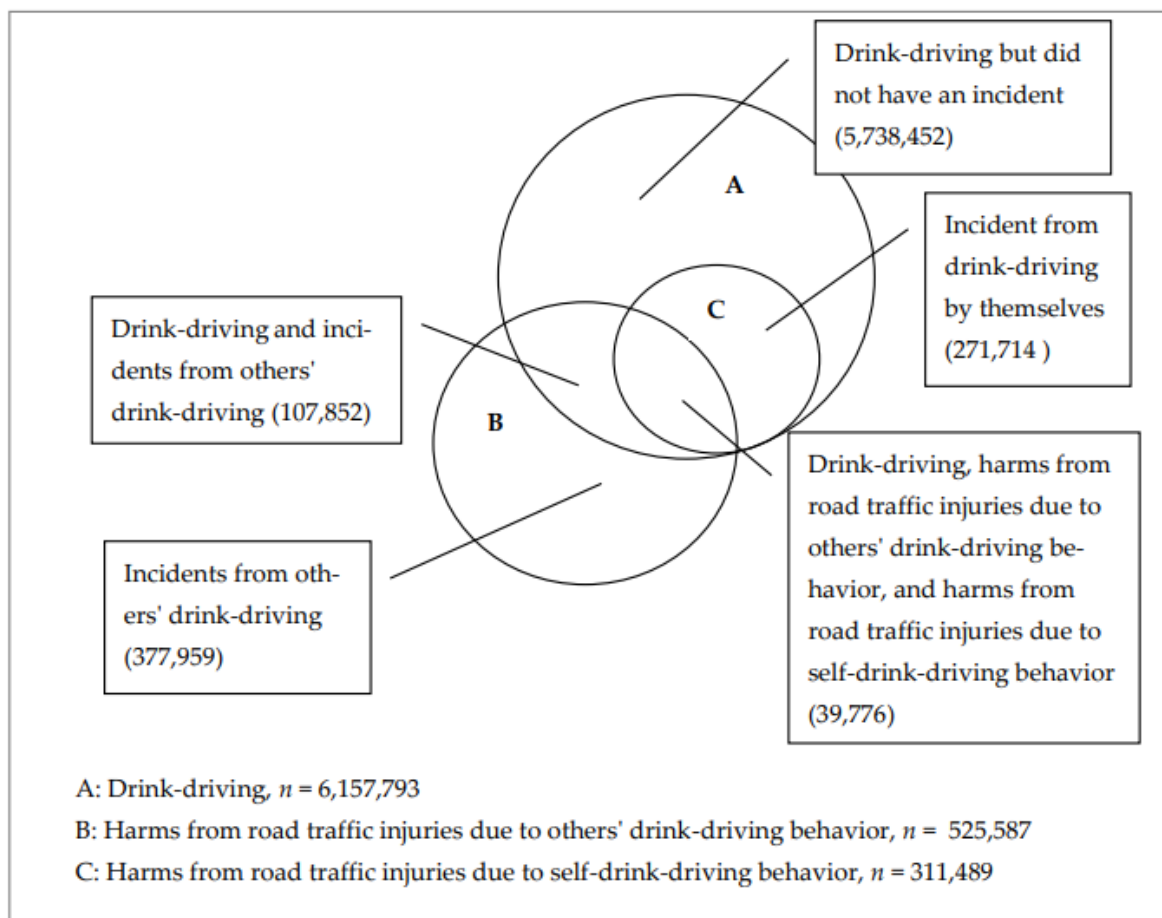 Drink-driving but did
not have an incident
(5,738,452)
A
Incident from
drink-driving
by themselves
(271,714 )
C
Drink-driving and inci-
dents from others'
drink-driving (107,852)
B
Drink-driving, harms from
road traffic injuries due to
others' drink-driving be-
havior, and harms from
road traffic injuries due to
self-drink-driving behavior
(39,776)
Incidents from oth-
ers' drink-driving
(377,959)
A: Drink-driving, n = 6,157,793
B: Harms from road traffic injuries due to others' drink-driving behavior, n =  525,587
C: Harms from road traffic injuries due to self-drink-driving behavior, n = 311,489